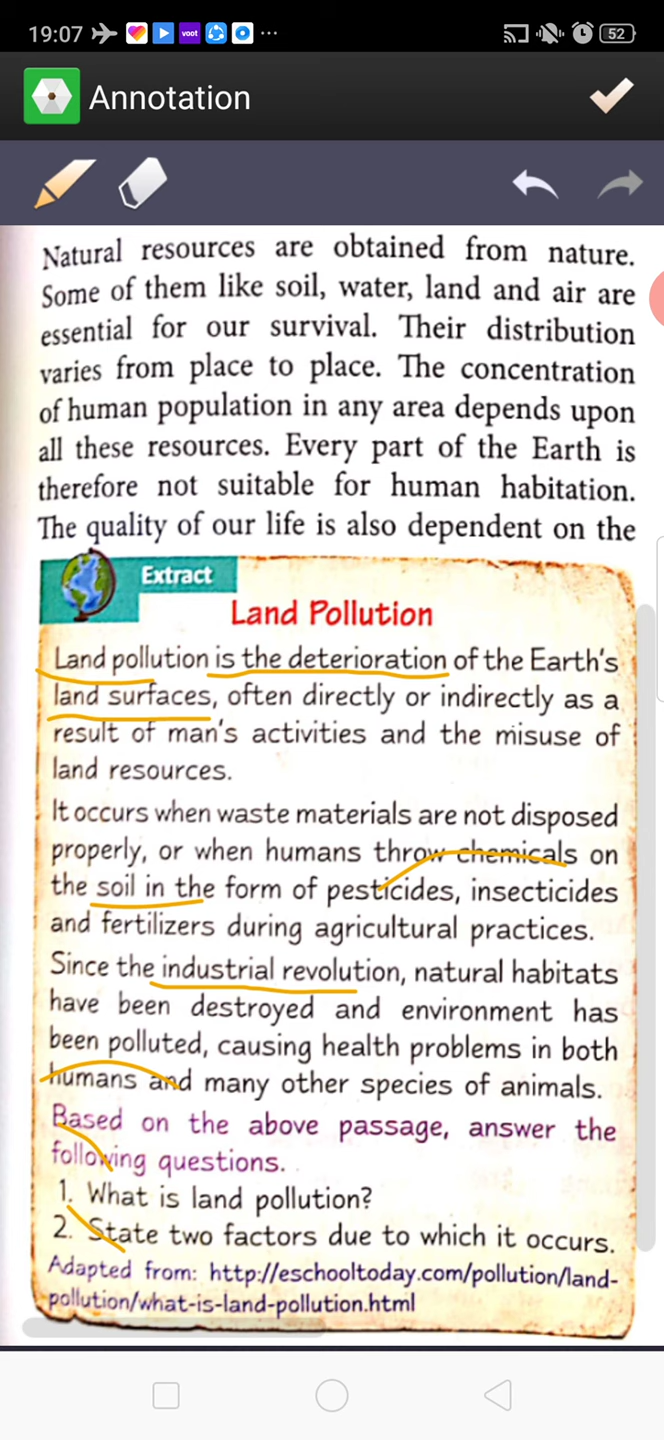 19:07
voot
52
Annotation
Natural resources are obtained from nature.
Some of them like soil, water, land and air are
essential for our survival. Their distribution
varies from place to place. The concentration
of human population in any area depends upon
all these resources. Every part of the Earth is
therefore not suitable for human habitation.
The quality of our life is also dependent on the
Extract
Land Pollution
Land pollution is the deterioration of the Earth's
land surfaces, often directly or indirectly as a
result of man's activities and the misuse of
land resources.
It occurs when waste materials are not disposed
properly, or when humans throw chemicals on
the soil in the form of pesticides, insecticides
and fertilizers during agricultural practices.
Since the industrial revolution, natural habitats
have been destroyed and environment has
been polluted, causing health problems in both
humans and many other species of animals.
Based on the above passage, answer the
following questions.
1. What is land pollution?
2. State two factors due to which it occurs.
Adapted from: http://eschooltoday.com/pollution/land-
pollution/what-is-land-pollution.html